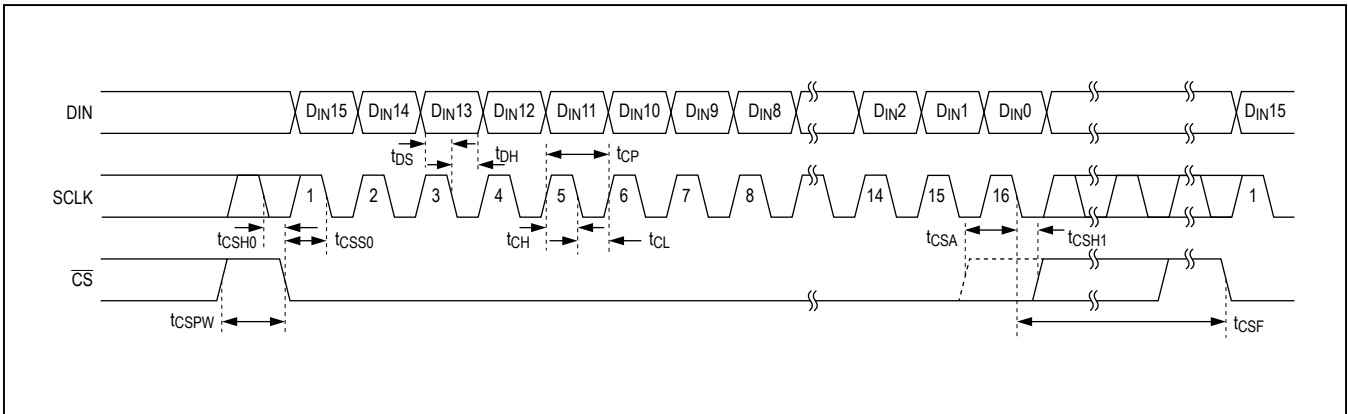 DIN DIN15 DIN14 DIN13 DIN12 DIN11 DIN10 DIN9 DIN8 DIN2 DIN1 DIN0 DIN15
tDS tDH tCP
SCLK 1 2 3 4 5 6 7 8 14 15 16 1
tCSH0 tCSS0 tCH tCL tCSA tCSH1
CS
tCSPW tCSF